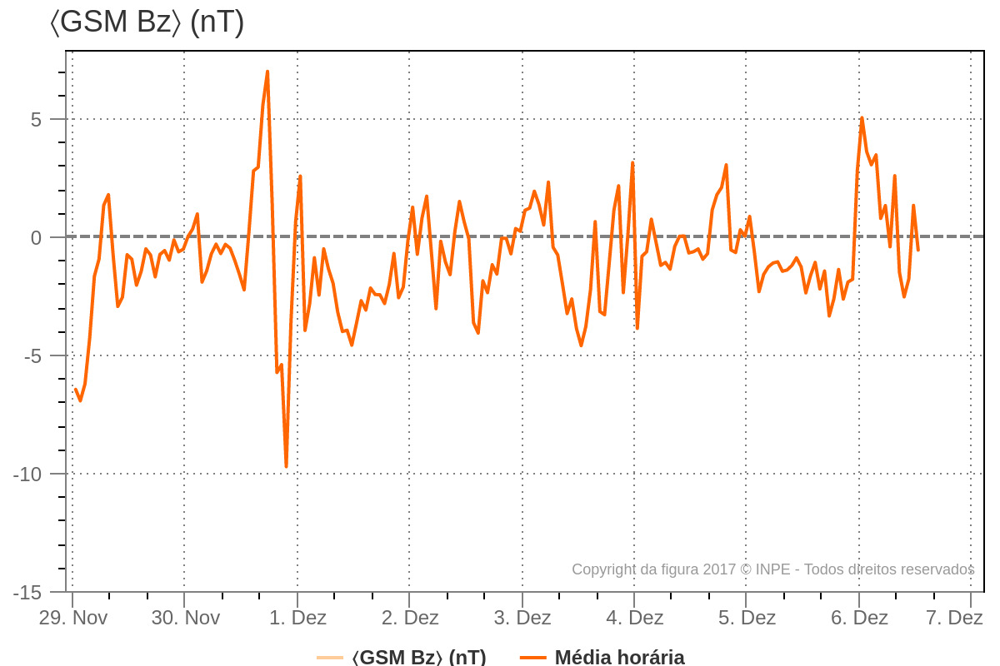 ⟨GSM Bz⟩ (nT)
5
0
-5
-10
-15
Copyright da figura 2017 © INPE - Todos direitos reservados
29. Nov 30. Nov 1. Dez 2. Dez 3. Dez 4. Dez 5. Dez 6. Dez 7. Dez
⟨GSM Bz⟩ (nT) Média horária